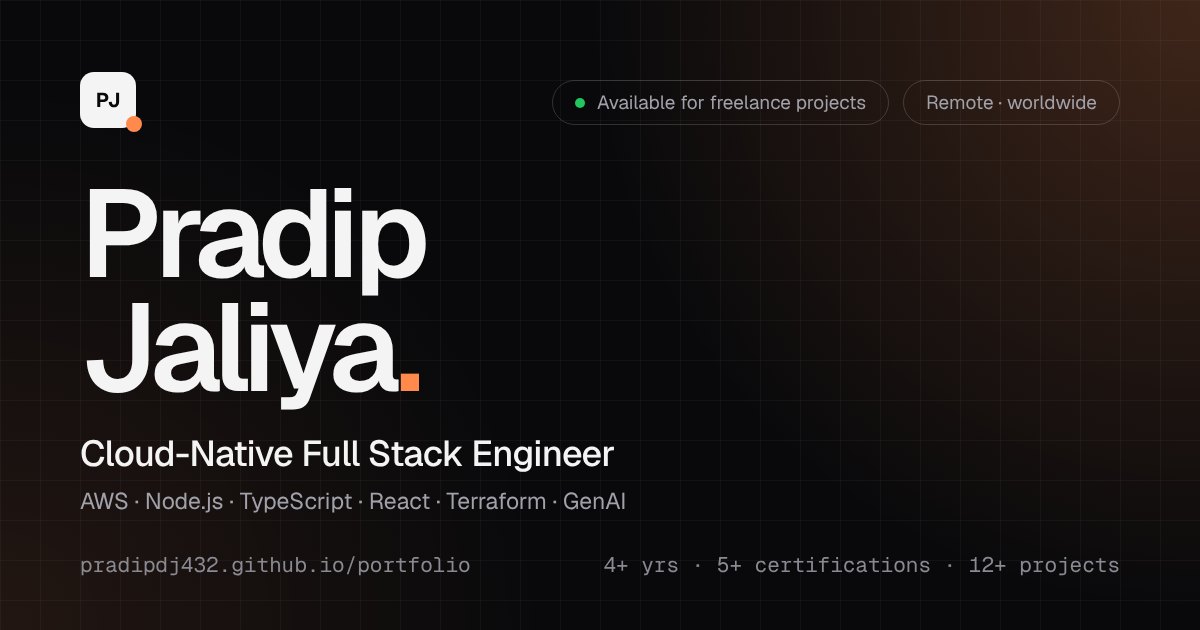 PJ
Available for freelance projects
Remote · worldwide
Pradip
Jaliya.
Cloud-Native Full Stack Engineer
AWS · Node.js · TypeScript · React · Terraform · GenAI
pradipdj432.github.io/portfolio
4+ yrs · 5+ certifications · 12+ projects